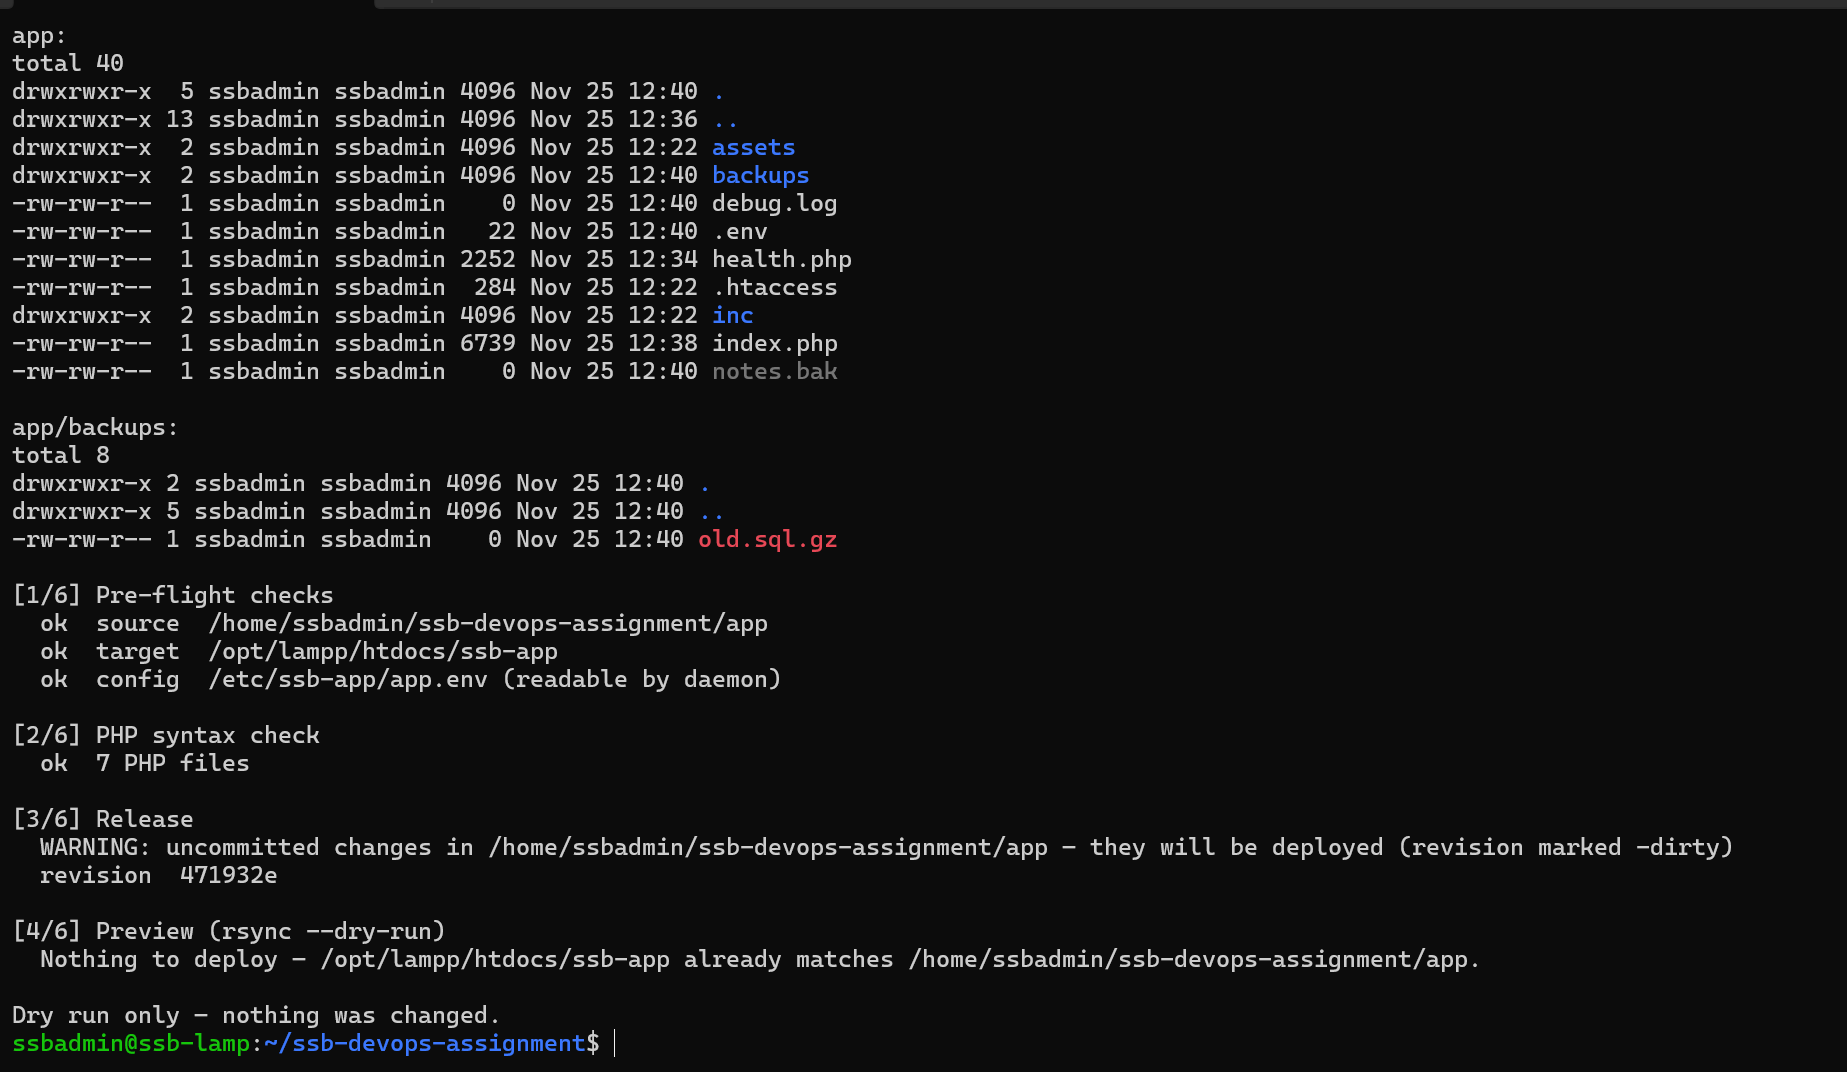 app:
total 40
drwxrwxr-x  5 ssbadmin ssbadmin 4096 Nov 25 12:40 .
drwxrwxr-x 13 ssbadmin ssbadmin 4096 Nov 25 12:36 ..
drwxrwxr-x  2 ssbadmin ssbadmin 4096 Nov 25 12:22 assets
drwxrwxr-x  2 ssbadmin ssbadmin 4096 Nov 25 12:40 backups
-rw-rw-r--  1 ssbadmin ssbadmin    0 Nov 25 12:40 debug.log
-rw-rw-r--  1 ssbadmin ssbadmin   22 Nov 25 12:40 .env
-rw-rw-r--  1 ssbadmin ssbadmin 2252 Nov 25 12:34 health.php
-rw-rw-r--  1 ssbadmin ssbadmin  284 Nov 25 12:22 .htaccess
drwxrwxr-x  2 ssbadmin ssbadmin 4096 Nov 25 12:22 inc
-rw-rw-r--  1 ssbadmin ssbadmin 6739 Nov 25 12:38 index.php
-rw-rw-r--  1 ssbadmin ssbadmin    0 Nov 25 12:40 notes.bak

app/backups:
total 8
drwxrwxr-x 2 ssbadmin ssbadmin 4096 Nov 25 12:40 .
drwxrwxr-x 5 ssbadmin ssbadmin 4096 Nov 25 12:40 ..
-rw-rw-r-- 1 ssbadmin ssbadmin    0 Nov 25 12:40 old.sql.gz

[1/6] Pre-flight checks
  ok  source  /home/ssbadmin/ssb-devops-assignment/app
  ok  target  /opt/lampp/htdocs/ssb-app
  ok  config  /etc/ssb-app/app.env (readable by daemon)

[2/6] PHP syntax check
  ok  7 PHP files

[3/6] Release
  WARNING: uncommitted changes in /home/ssbadmin/ssb-devops-assignment/app - they will be deployed (revision marked -dirty)
  revision  471932e

[4/6] Preview (rsync --dry-run)
  Nothing to deploy - /opt/lampp/htdocs/ssb-app already matches /home/ssbadmin/ssb-devops-assignment/app.

Dry run only - nothing was changed.
ssbadmin@ssb-lamp:~/ssb-devops-assignment$